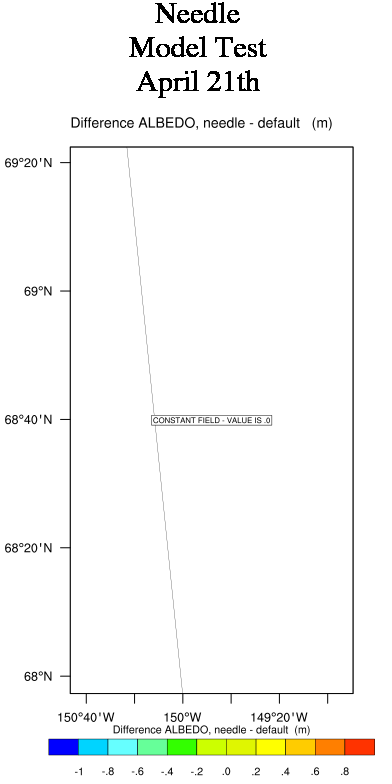 Needle
Model Test
April 21th
Difference ALBEDO, needle - default (m)
69°20'N
69°N
68°40'N
CONSTANT FIELD - VALUE IS .0
68°20'N
68°N
150°40'W 150°W 149°20'W
Difference ALBEDO, needle - default (m)
-1 -.8 -.6 -.4 -.2 .0 .2 .4 .6 .8